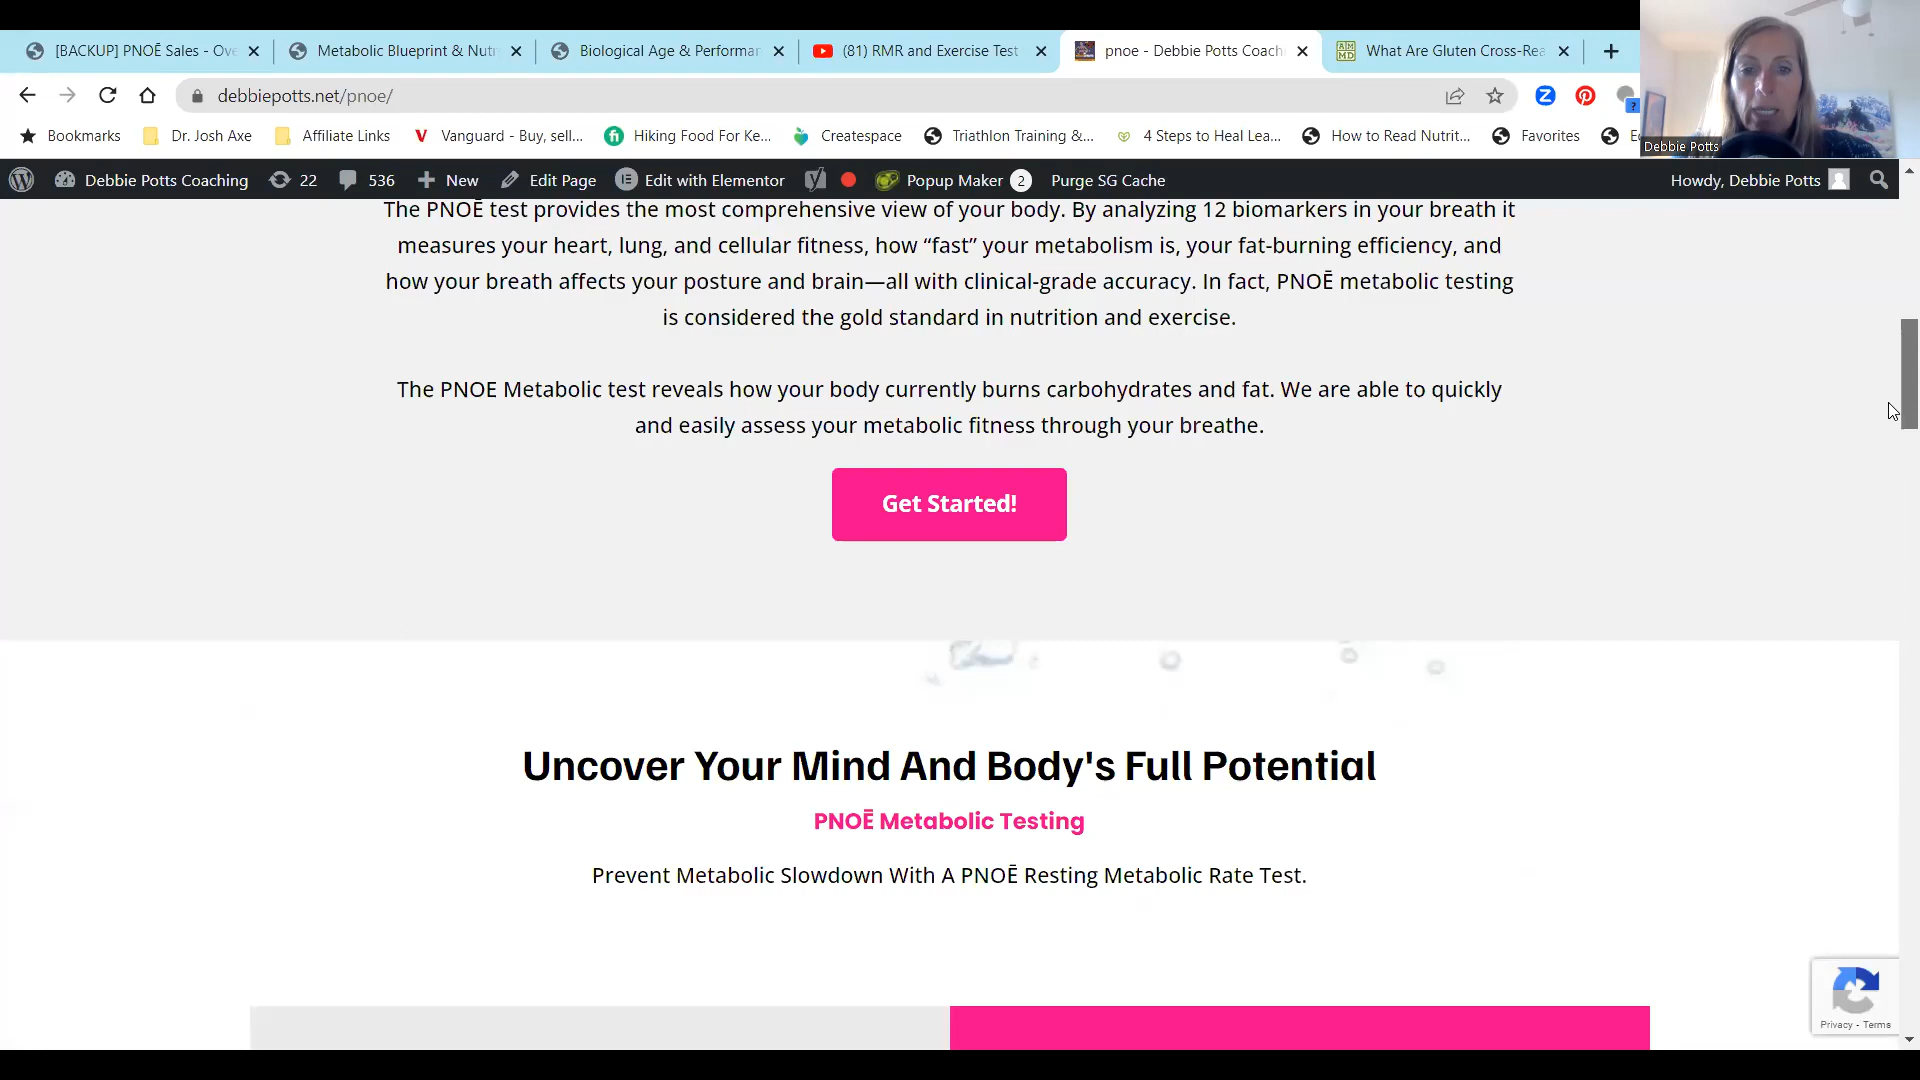 [BACKUP] PNOĒ Sales - Ove
Metabolic Blueprint & Nutr
Biological Age & Performan
(81) RMR and Exercise Test
pnoe - Debbie Potts Coach
What Are Gluten Cross-Rea
debbiepotts.net/pnoe/
Bookmarks
Dr. Josh Axe
Affiliate Links
Vanguard - Buy, sell...
Hiking Food For Ke...
Createspace
Triathlon Training &...
4 Steps to Heal Lea...
How to Read Nutrit...
Favorites
Debbie Potts
Debbie Potts Coaching
22
536
New
Edit Page
Edit with Elementor
Popup Maker 2
Purge SG Cache
Howdy, Debbie Potts
The PNOĒ test provides the most comprehensive view of your body. By analyzing 12 biomarkers in your breath it
measures your heart, lung, and cellular fitness, how “fast” your metabolism is, your fat-burning efficiency, and
how your breath affects your posture and brain—all with clinical-grade accuracy. In fact, PNOĒ metabolic testing
is considered the gold standard in nutrition and exercise.
The PNOE Metabolic test reveals how your body currently burns carbohydrates and fat. We are able to quickly
and easily assess your metabolic fitness through your breathe.
Get Started!
Uncover Your Mind And Body's Full Potential
PNOĒ Metabolic Testing
Prevent Metabolic Slowdown With A PNOĒ Resting Metabolic Rate Test.
Privacy - Terms